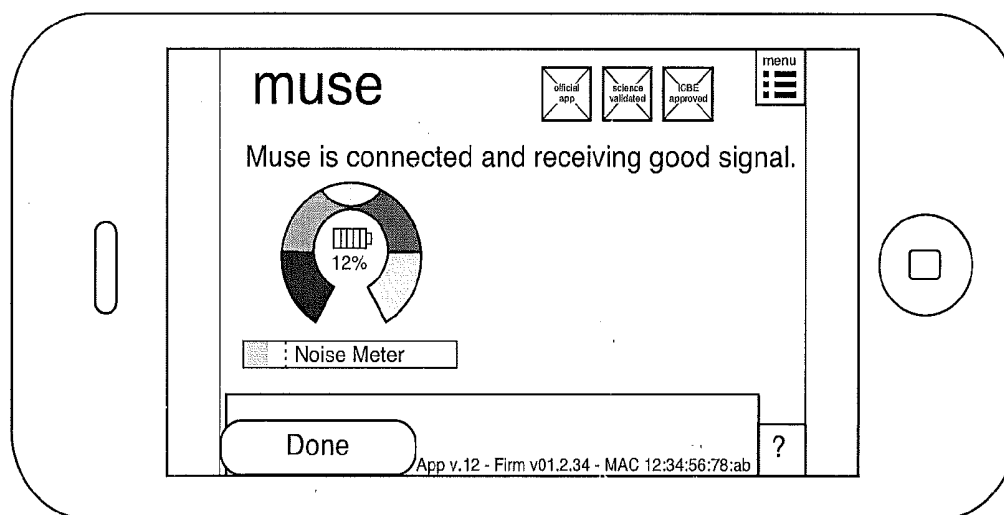 muse
official
app
science
validated
ICBE
approved
menu
Muse is connected and receiving good signal.
12%
Noise Meter
Done
App v.12 - Firm v01.2.34 - MAC 12:34:56:78:ab
?